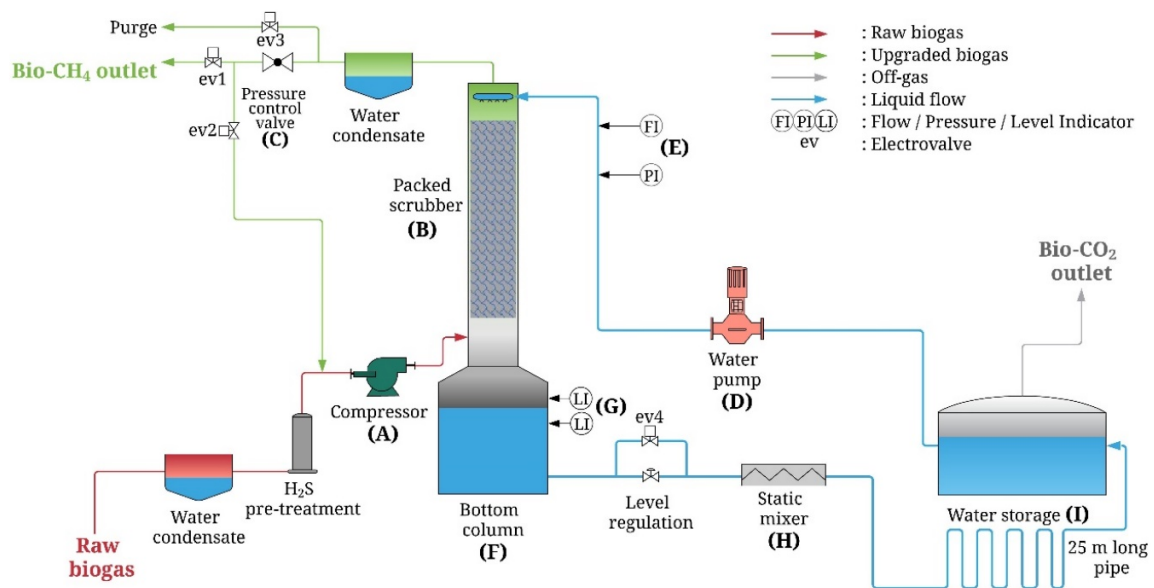 Purge
ev3
Bio-CH₄ outlet
ev1
Pressure
control
valve
(C)
ev2
Water
condensate
Packed
scrubber
(B)
FI
(E)
PI
: Raw biogas
: Upgraded biogas
: Off-gas
: Liquid flow
FI PI LI : Flow / Pressure / Level Indicator
ev : Electrovalve
Bio-CO₂
outlet
Water
pump
(D)
Compressor
(A)
LI (G)
LI
ev4
H₂S
pre-treatment
Water
condensate
Raw
biogas
Bottom
column
(F)
Level
regulation
Static
mixer
(H)
Water storage (I)
25 m long
pipe